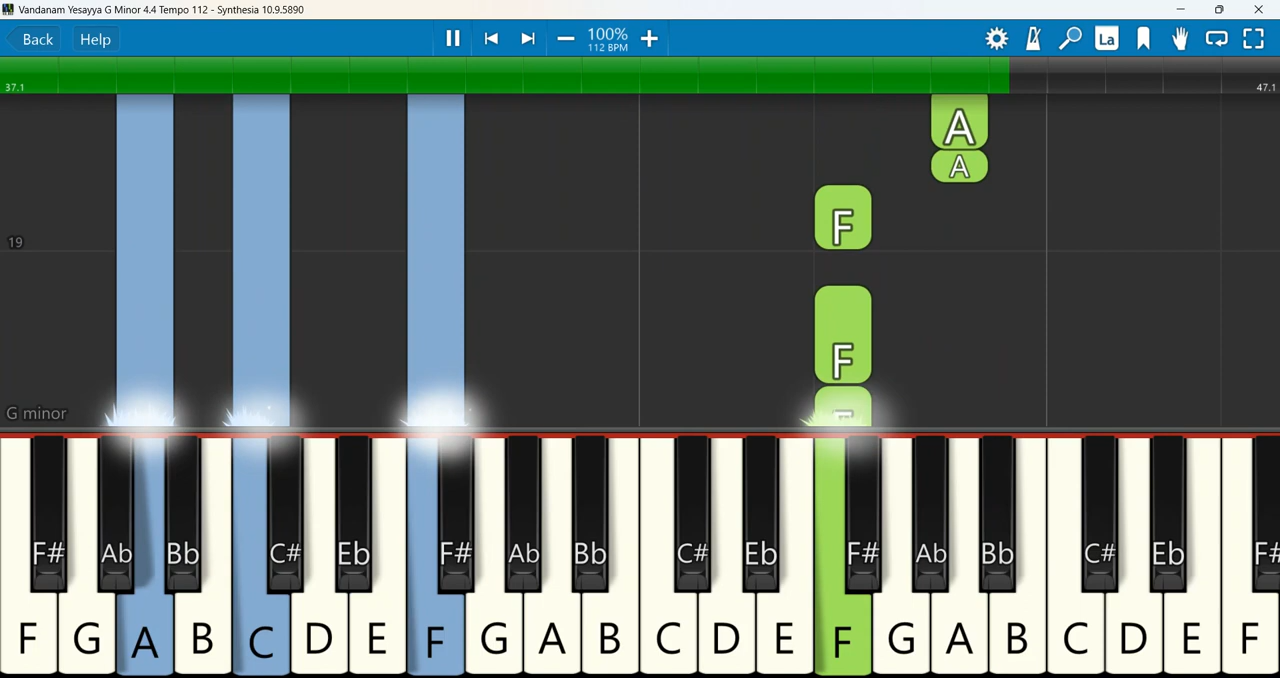 Vandanam Yesayya G Minor 4.4 Tempo 112 - Synthesia 10.9.5890
Back Help 100% La
112 BPM
37.1 47.1
A
A
F
19
F
G minor
F# Ab Bb C# Eb F# Ab Bb C# Eb F# Ab Bb C# Eb F#
F G A B C D E F G A B C D E F G A B C D E F